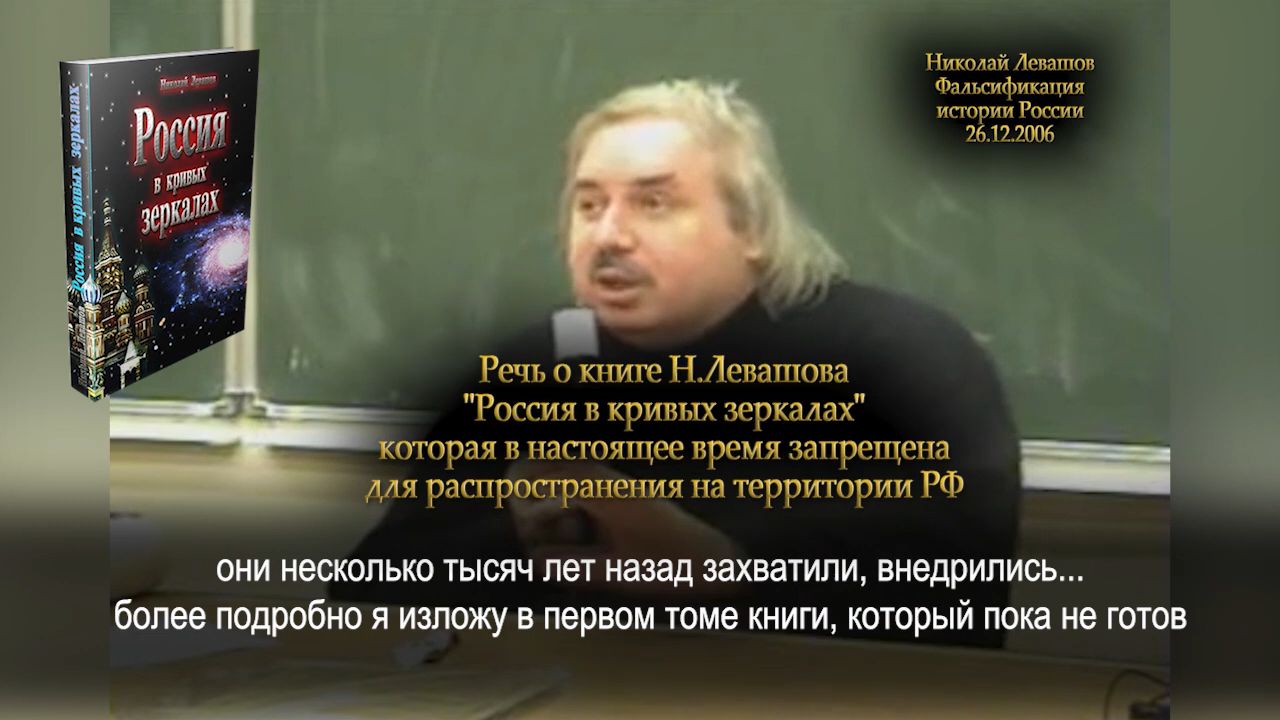 Николай Левашов
Россия
в кривых
зеркалах
Россия в кривых зеркалах
Николай Левашов
Фальсификация
истории России
26.12.2006
Речь о книге Н.Левашова
"Россия в кривых зеркалах"
которая в настоящее время запрещена
для распространения на территории РФ
они несколько тысяч лет назад захватили, внедрились...
более подробно я изложу в первом томе книги, который пока не готов